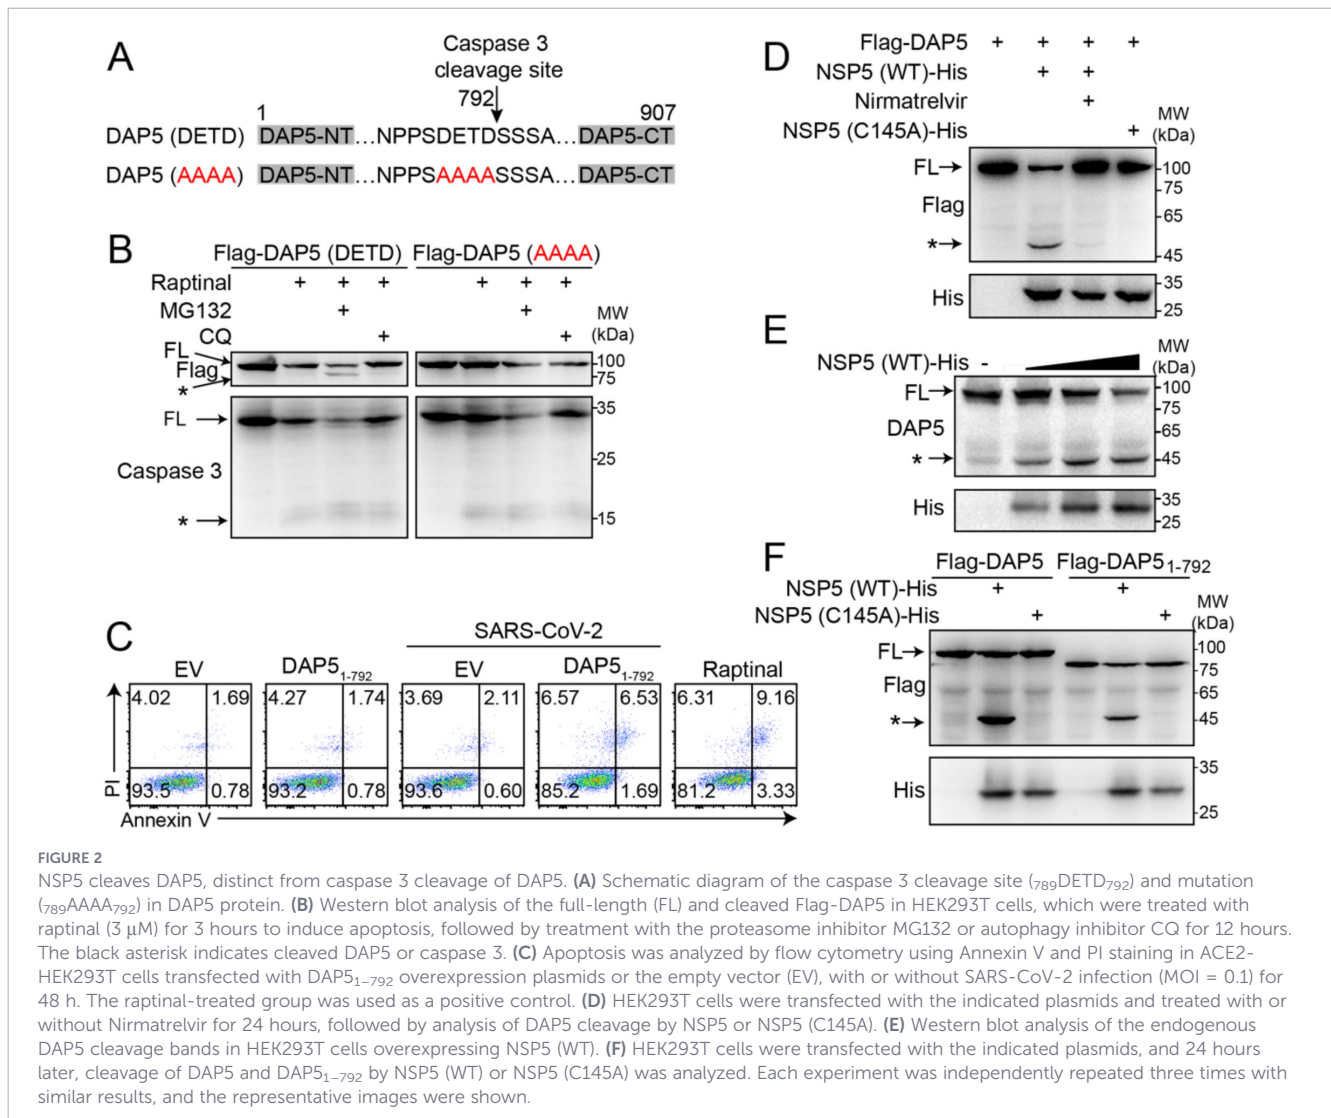 A
Caspase 3
cleavage site
792
1
907
DAP5 (DETD) DAP5-NT...NPPSDETDSSSA... DAP5-CT
DAP5 (AAAA) DAP5-NT...NPPSAAAASSSA... DAP5-CT
B
Flag-DAP5 (DETD) Flag-DAP5 (AAAA)
Raptinal + + + + + +
MG132 + +
CQ + +
MW
(kDa)
FL
Flag
*
100
75
FL
Caspase 3
*
35
25
15
C
SARS-CoV-2
EV DAP5₁₋₇₉₂ EV DAP5₁₋₇₉₂ Raptinal
4.02 1.69 4.27 1.74 3.69 2.11 6.57 6.53 6.31 9.16
93.5 0.78 93.2 0.78 93.6 0.60 85.2 1.69 81.2 3.33
PI
Annexin V
D
Flag-DAP5 + + + +
NSP5 (WT)-His + +
Nirmatrelvir +
NSP5 (C145A)-His +
MW
(kDa)
FL
Flag
*
100
75
65
45
His
35
25
E
NSP5 (WT)-His -
MW
(kDa)
FL
DAP5
*
100
75
65
45
His
35
25
F
Flag-DAP5 Flag-DAP5₁₋₇₉₂
NSP5 (WT)-His + +
NSP5 (C145A)-His + +
MW
(kDa)
FL
Flag
*
100
75
65
45
His
35
25
FIGURE 2
NSP5 cleaves DAP5, distinct from caspase 3 cleavage of DAP5. (A) Schematic diagram of the caspase 3 cleavage site (₇₈₉DETD₇₉₂) and mutation
(₇₈₉AAAA₇₉₂) in DAP5 protein. (B) Western blot analysis of the full-length (FL) and cleaved Flag-DAP5 in HEK293T cells, which were treated with
raptinal (3 μM) for 3 hours to induce apoptosis, followed by treatment with the proteasome inhibitor MG132 or autophagy inhibitor CQ for 12 hours.
The black asterisk indicates cleaved DAP5 or caspase 3. (C) Apoptosis was analyzed by flow cytometry using Annexin V and PI staining in ACE2-
HEK293T cells transfected with DAP5₁₋₇₉₂ overexpression plasmids or the empty vector (EV), with or without SARS-CoV-2 infection (MOI = 0.1) for
48 h. The raptinal-treated group was used as a positive control. (D) HEK293T cells were transfected with the indicated plasmids and treated with or
without Nirmatrelvir for 24 hours, followed by analysis of DAP5 cleavage by NSP5 or NSP5 (C145A). (E) Western blot analysis of the endogenous
DAP5 cleavage bands in HEK293T cells overexpressing NSP5 (WT). (F) HEK293T cells were transfected with the indicated plasmids, and 24 hours
later, cleavage of DAP5 and DAP5₁₋₇₉₂ by NSP5 (WT) or NSP5 (C145A) was analyzed. Each experiment was independently repeated three times with
similar results, and the representative images were shown.